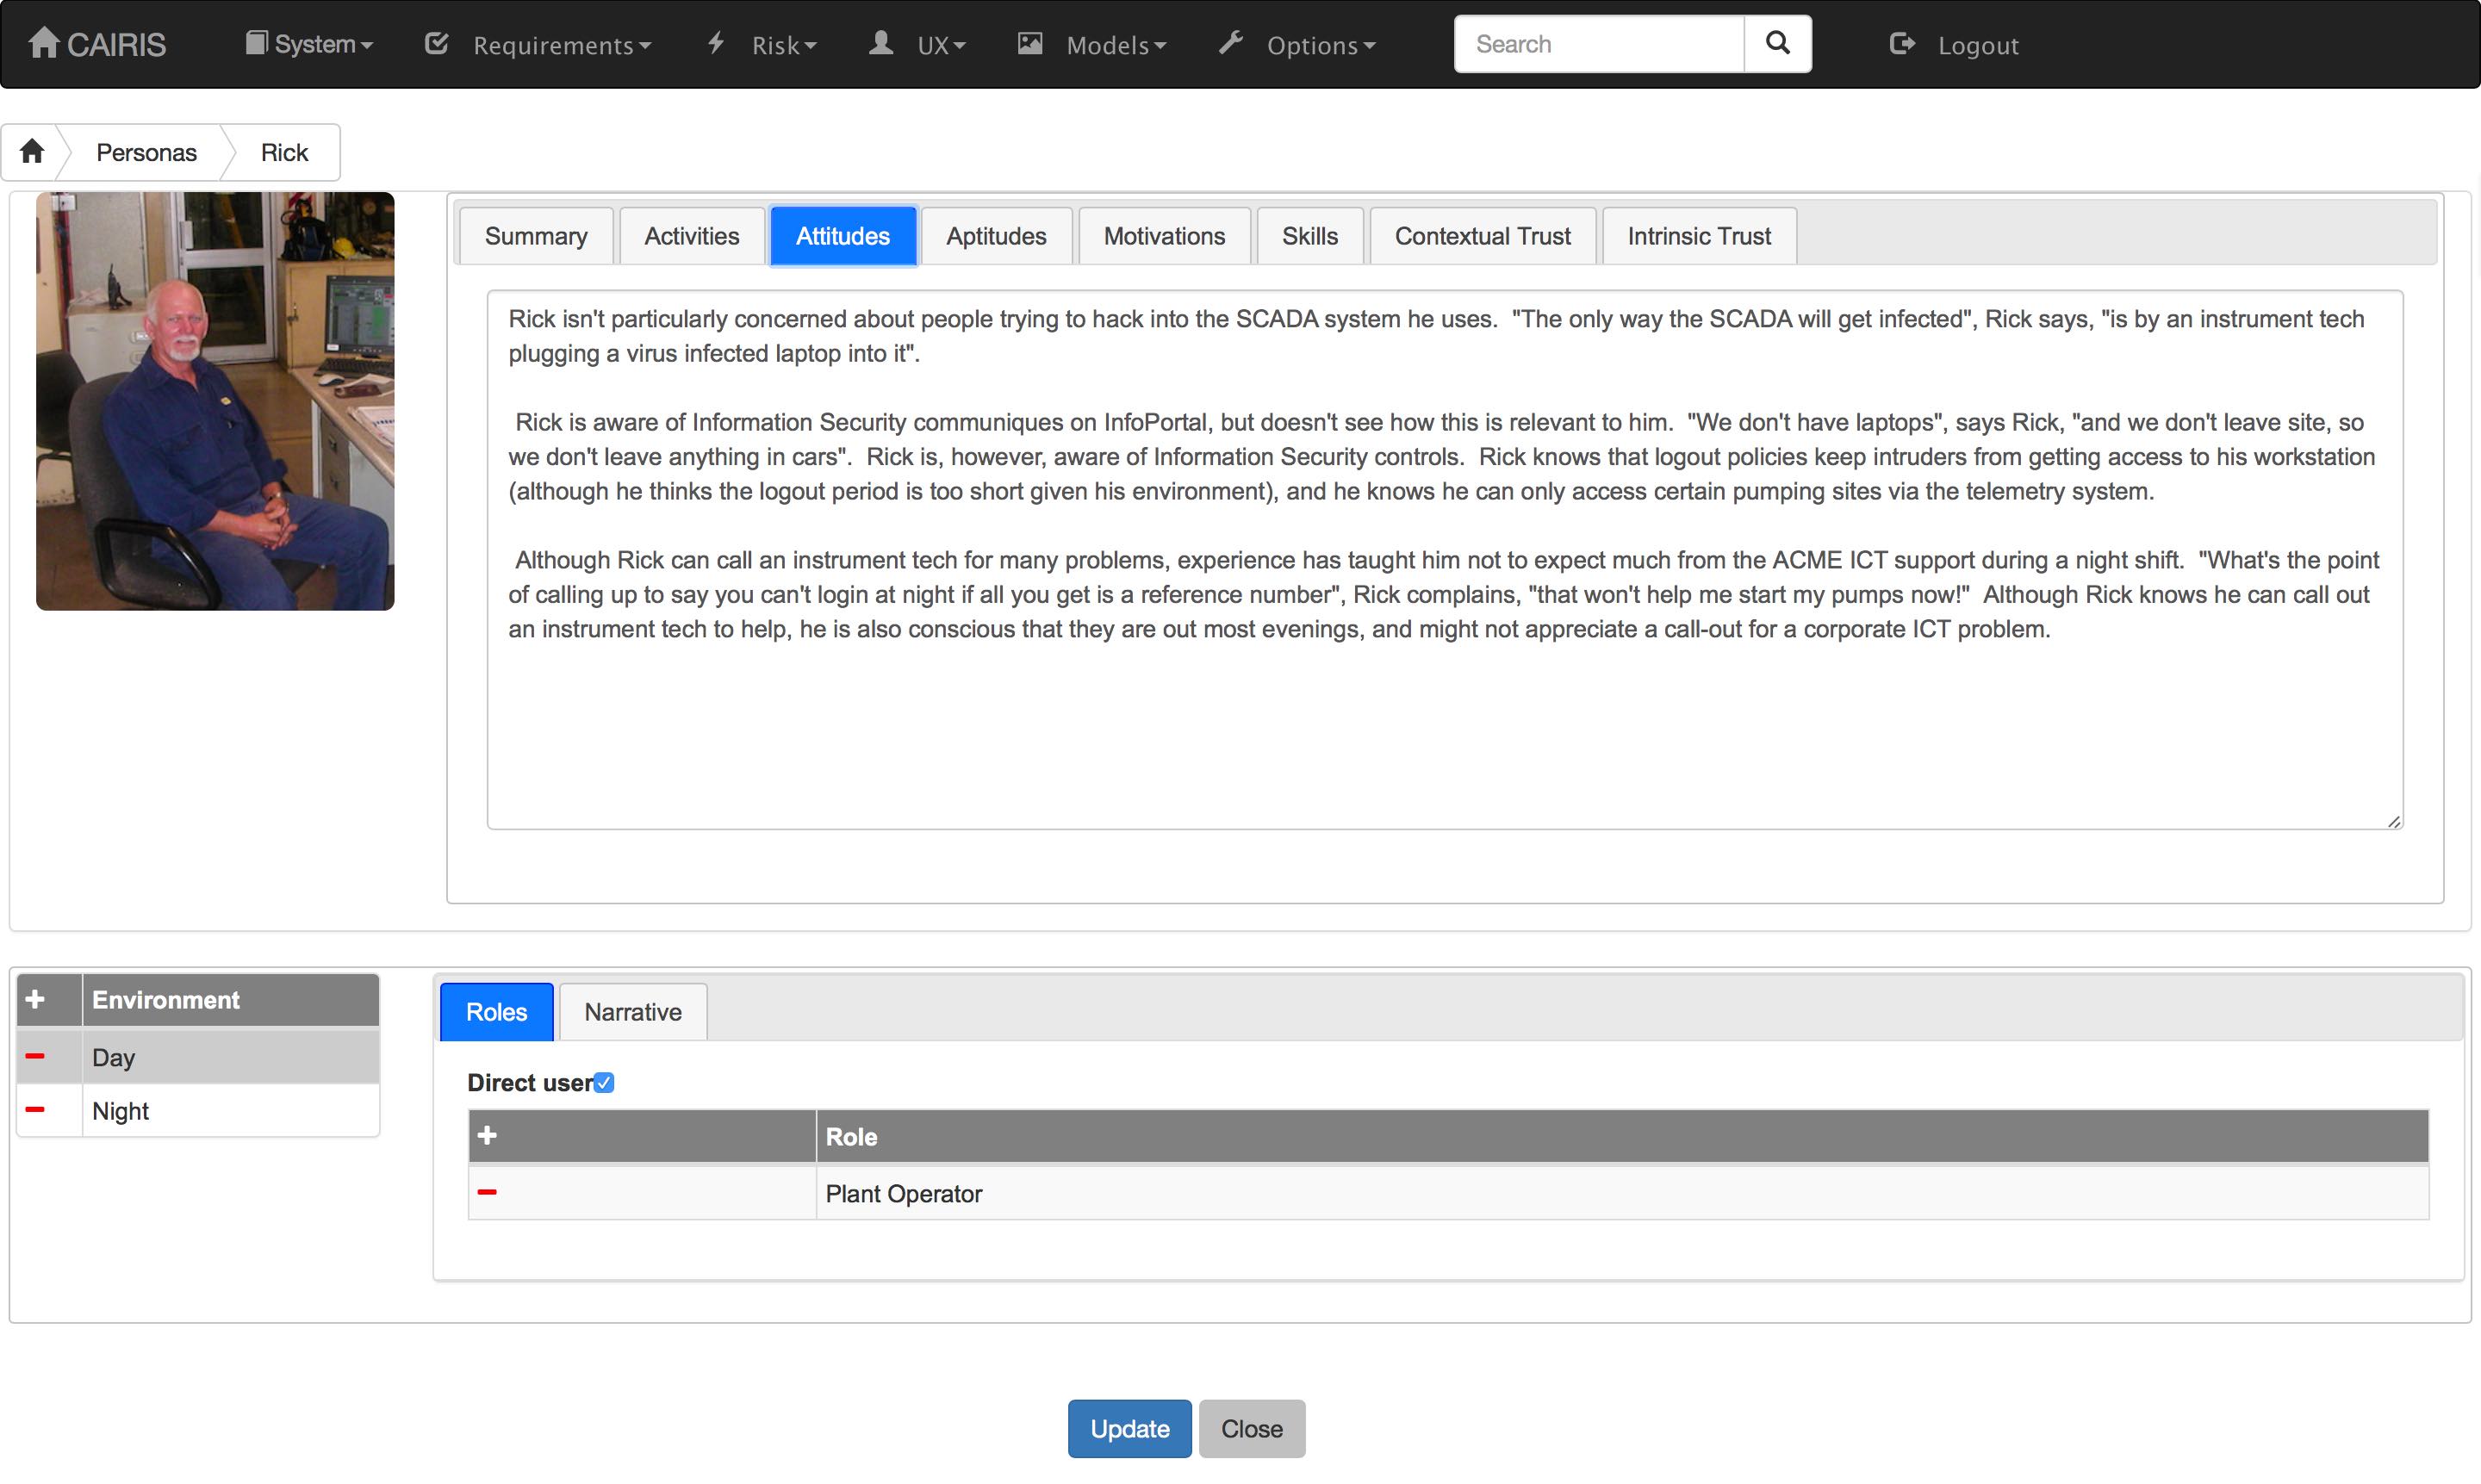 CAIRIS System Requirements Risk UX Models Options Search Logout
Personas Rick
Summary Activities Attitudes Aptitudes Motivations Skills Contextual Trust Intrinsic Trust
Rick isn't particularly concerned about people trying to hack into the SCADA system he uses.  "The only way the SCADA will get infected", Rick says, "is by an instrument tech
plugging a virus infected laptop into it".
Rick is aware of Information Security communiques on InfoPortal, but doesn't see how this is relevant to him.  "We don't have laptops", says Rick, "and we don't leave site, so
we don't leave anything in cars".  Rick is, however, aware of Information Security controls.  Rick knows that logout policies keep intruders from getting access to his workstation
(although he thinks the logout period is too short given his environment), and he knows he can only access certain pumping sites via the telemetry system.
Although Rick can call an instrument tech for many problems, experience has taught him not to expect much from the ACME ICT support during a night shift.  "What's the point
of calling up to say you can't login at night if all you get is a reference number", Rick complains, "that won't help me start my pumps now!"  Although Rick knows he can call out
an instrument tech to help, he is also conscious that they are out most evenings, and might not appreciate a call-out for a corporate ICT problem.
Environment
Day
Night
Roles Narrative
Direct user
Role
Plant Operator
Update Close